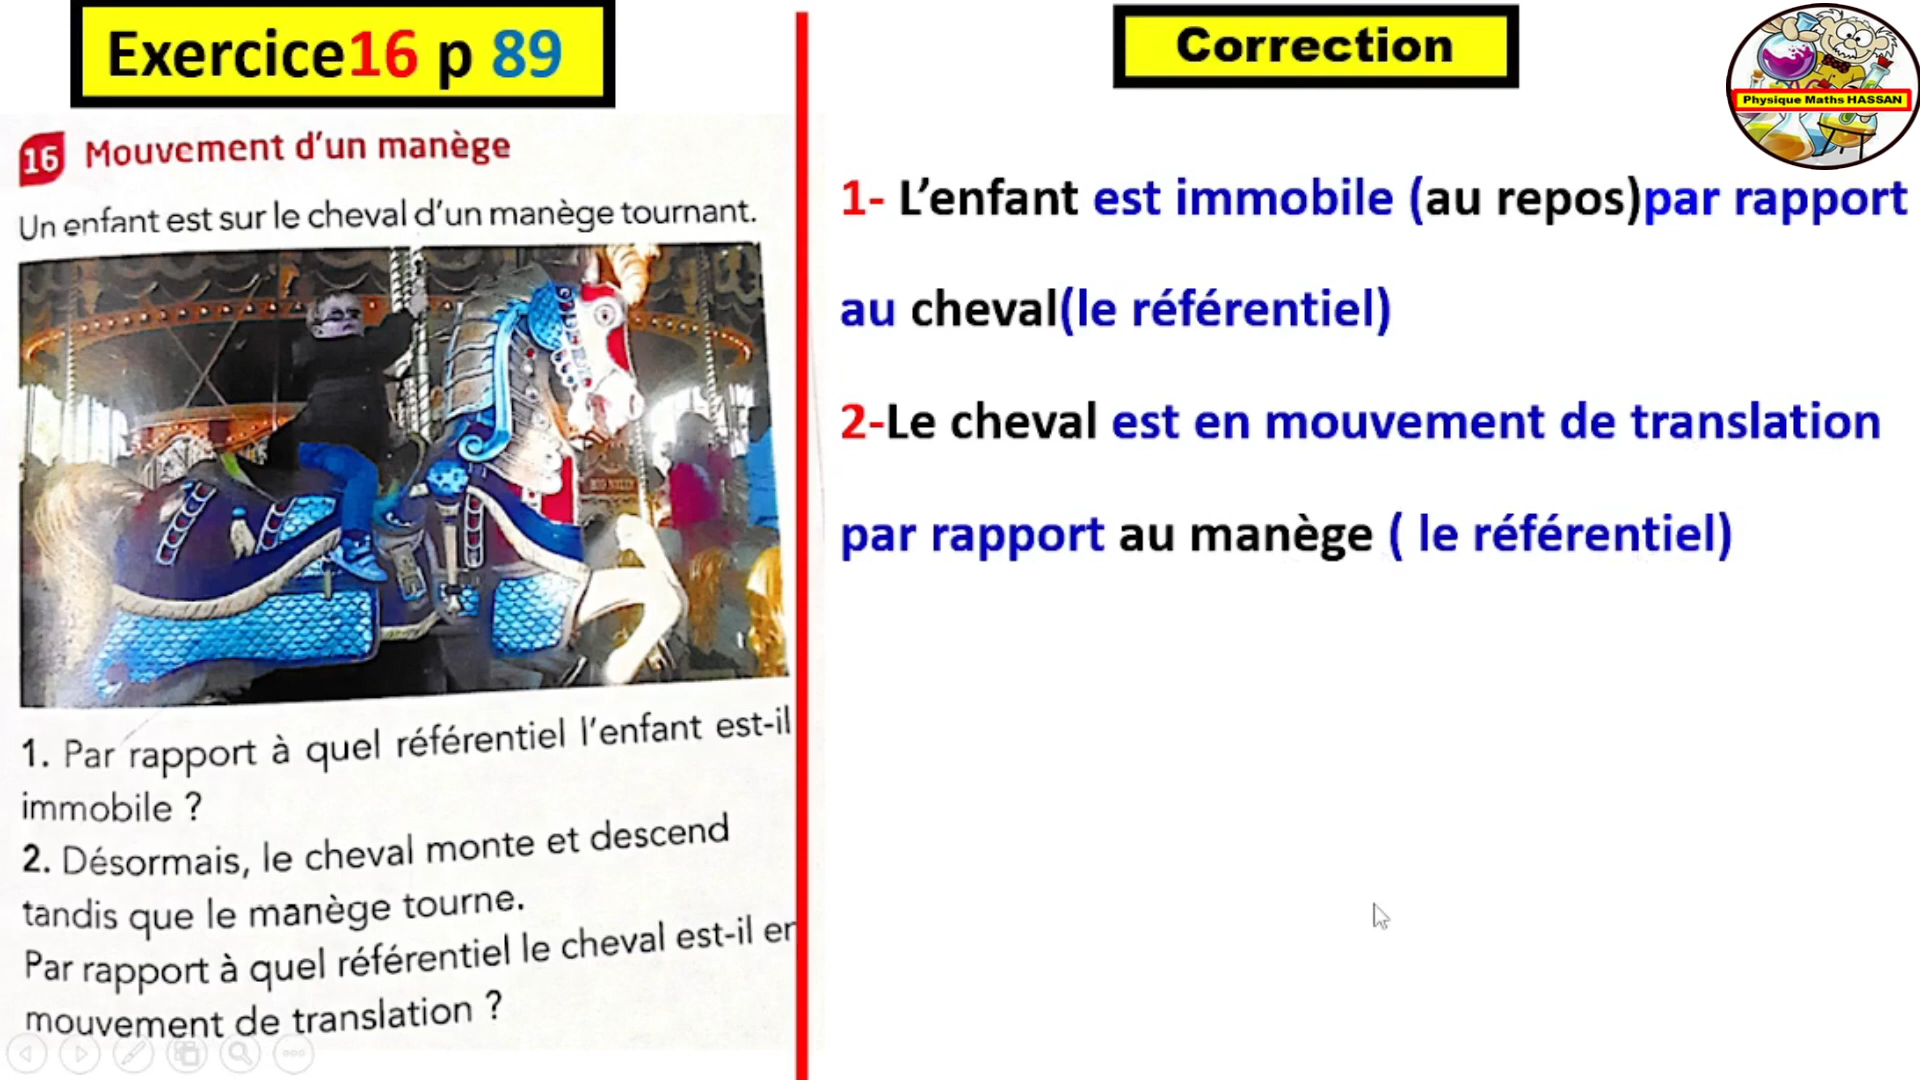 Exercice16 p 89
16 Mouvement d'un manège
Un enfant est sur le cheval d'un manège tournant.
1. Par rapport à quel référentiel l'enfant est-il
immobile ?
2. Désormais, le cheval monte et descend
tandis que le manège tourne.
Par rapport à quel référentiel le cheval est-il en
mouvement de translation ?
Correction
Physique Maths HASSAN
1- L'enfant est immobile (au repos)par rapport
au cheval(le référentiel)
2-Le cheval est en mouvement de translation
par rapport au manège ( le référentiel)